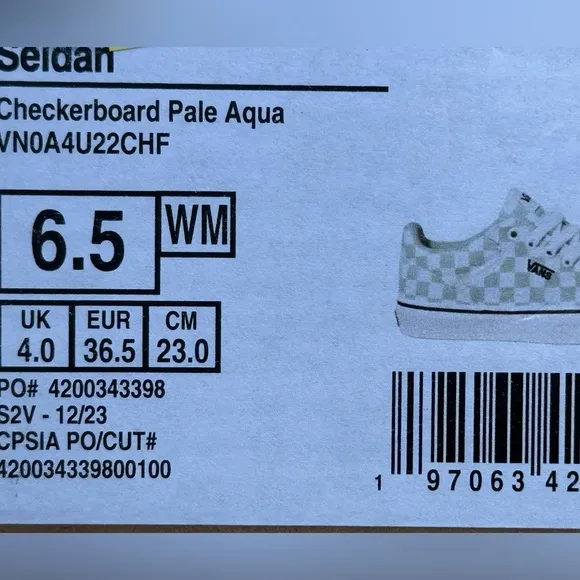 Seldan
Checkerboard Pale Aqua
VN0A4U22CHF
6.5
WM
UK EUR CM
4.0 36.5 23.0
PO# 4200343398
S2V - 12/23
CPSIA PO/CUT#
420034339800100
VANS
1 97063 42